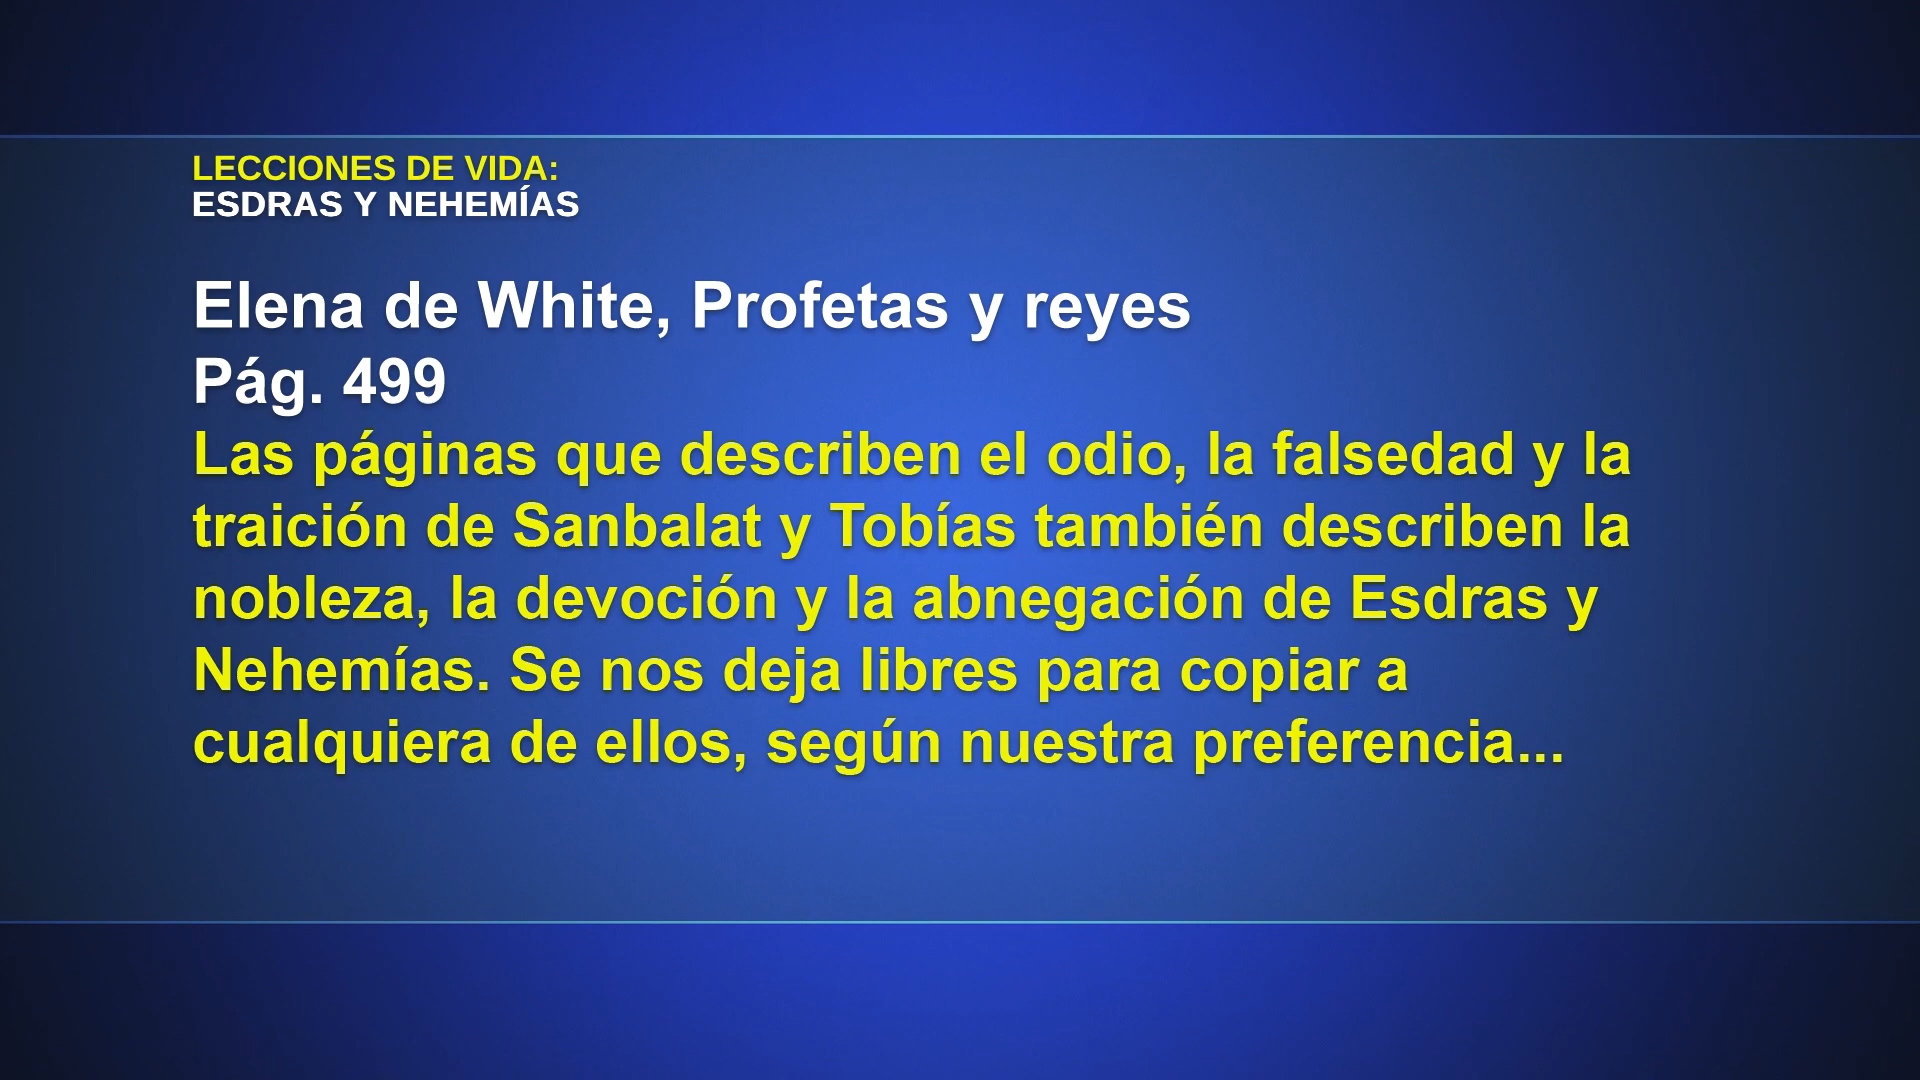 LECCIONES DE VIDA:
ESDRAS Y NEHEMÍAS
Elena de White, Profetas y reyes
Pág. 499
Las páginas que describen el odio, la falsedad y la
traición de Sanbalat y Tobías también describen la
nobleza, la devoción y la abnegación de Esdras y
Nehemías. Se nos deja libres para copiar a
cualquiera de ellos, según nuestra preferencia...